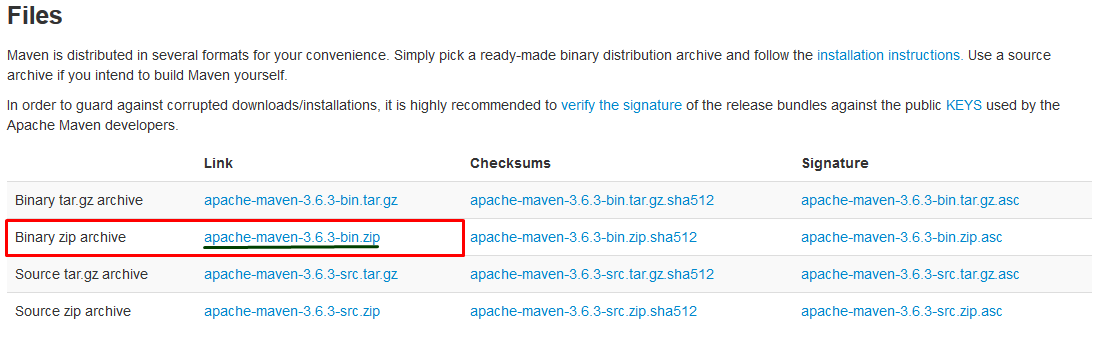 Files
Maven is distributed in several formats for your convenience. Simply pick a ready-made binary distribution archive and follow the installation instructions. Use a source
archive if you intend to build Maven yourself.
In order to guard against corrupted downloads/installations, it is highly recommended to verify the signature of the release bundles against the public KEYS used by the
Apache Maven developers.
Link Checksums Signature
Binary tar.gz archive apache-maven-3.6.3-bin.tar.gz apache-maven-3.6.3-bin.tar.gz.sha512 apache-maven-3.6.3-bin.tar.gz.asc
Binary zip archive apache-maven-3.6.3-bin.zip apache-maven-3.6.3-bin.zip.sha512 apache-maven-3.6.3-bin.zip.asc
Source tar.gz archive apache-maven-3.6.3-src.tar.gz apache-maven-3.6.3-src.tar.gz.sha512 apache-maven-3.6.3-src.tar.gz.asc
Source zip archive apache-maven-3.6.3-src.zip apache-maven-3.6.3-src.zip.sha512 apache-maven-3.6.3-src.zip.asc